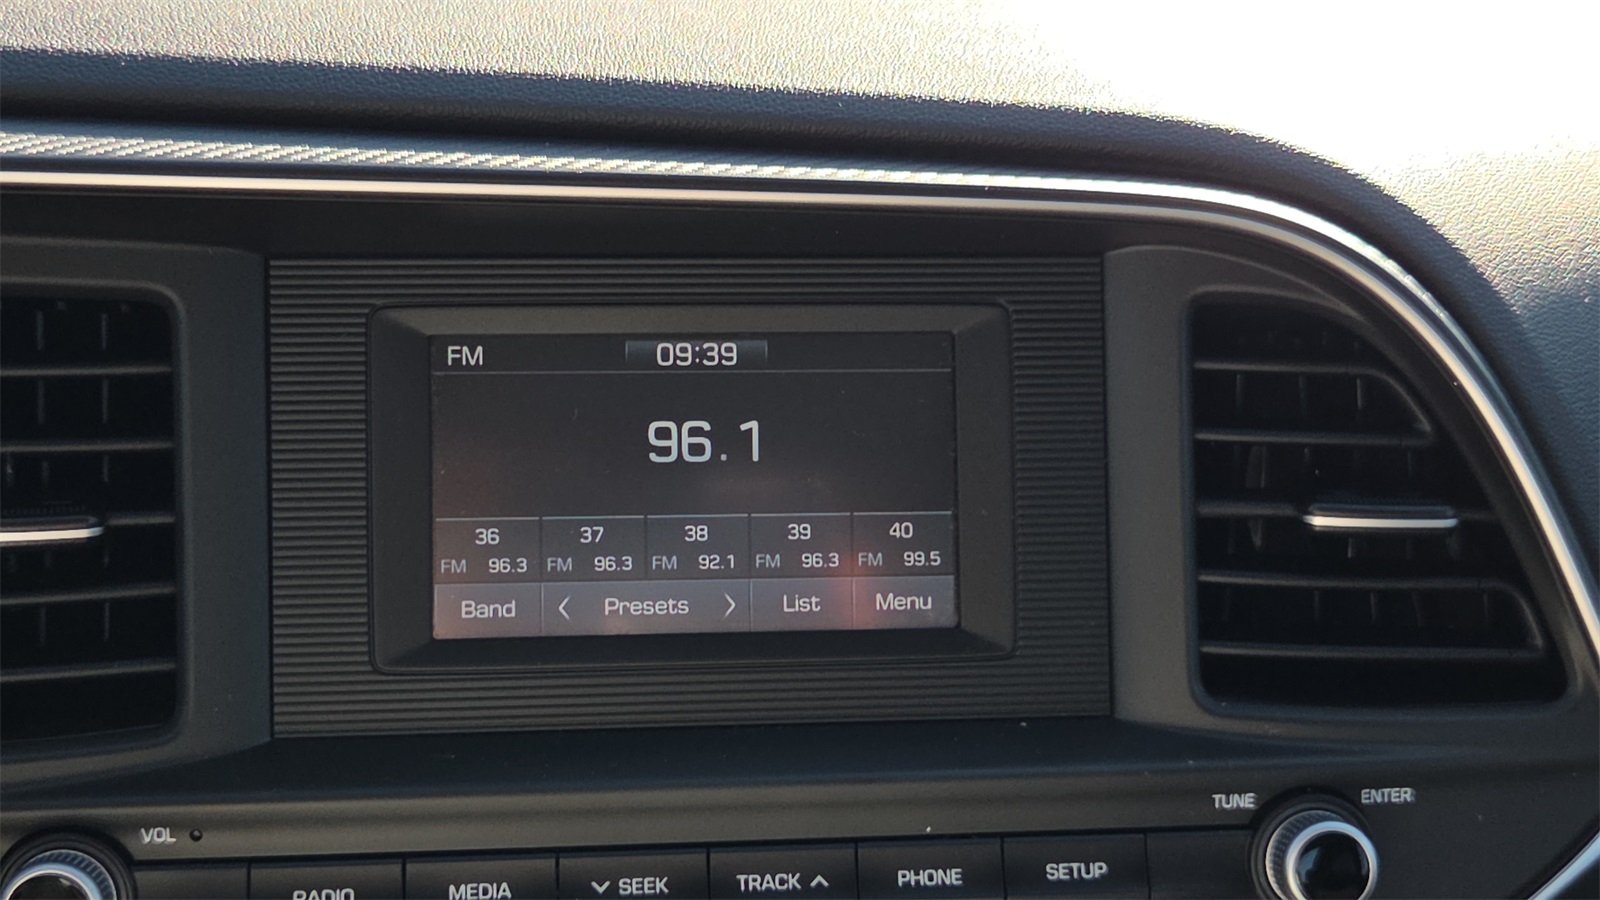 FM 09:39
96.1
36 37 38 39 40
FM 96.3 FM 96.3 FM 92.1 FM 96.3 FM 99.5
Band < Presets > List Menu
TUNE ENTER
VOL
RADIO MEDIA ∨ SEEK TRACK ∧ PHONE SETUP